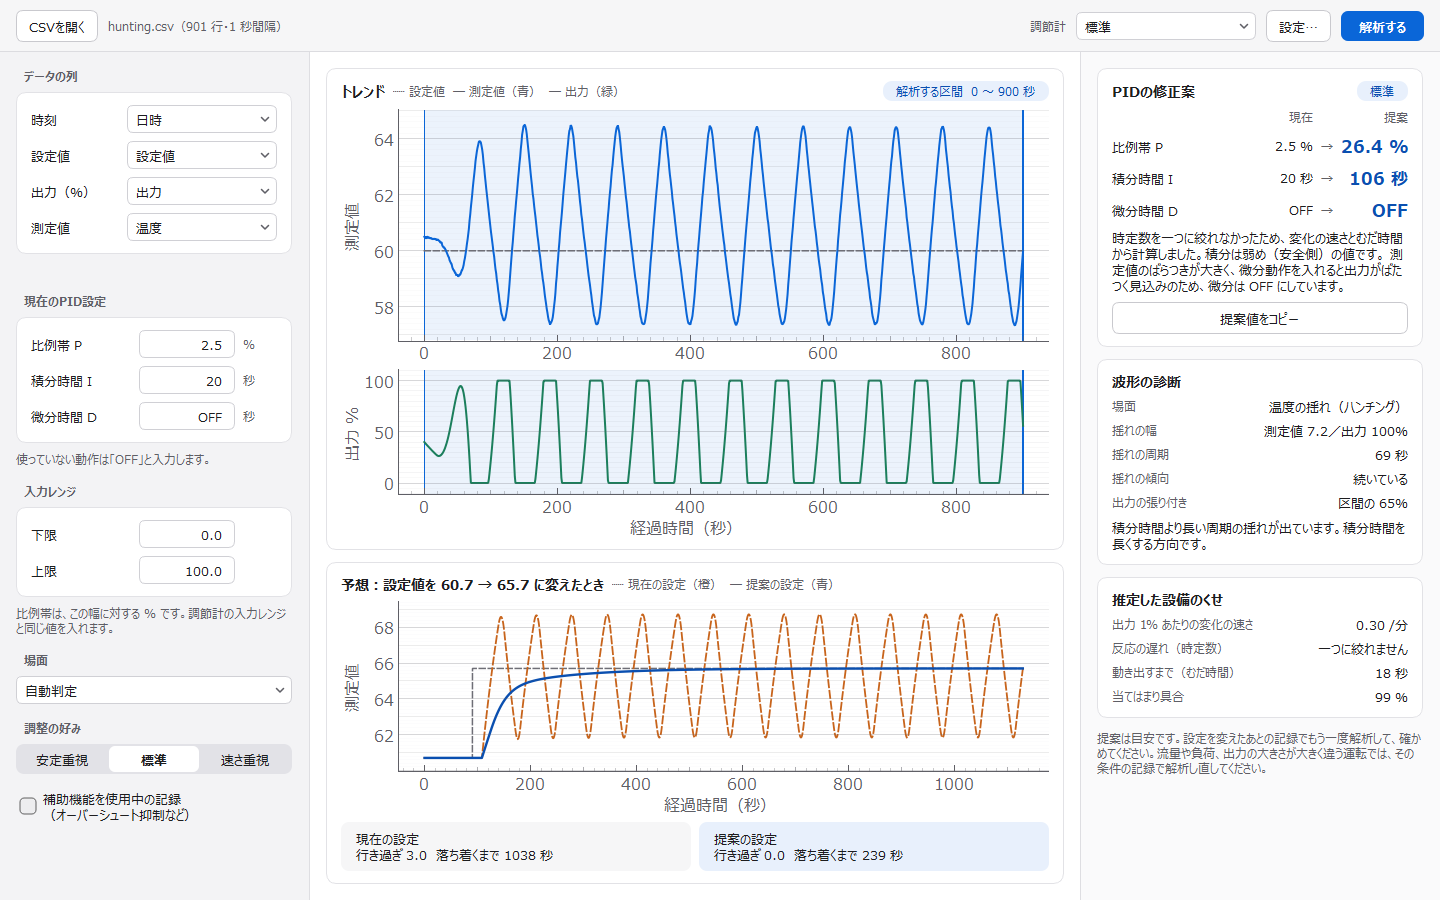 CSVを開く
hunting.csv（901 行・1 秒間隔）
調節計
標準
設定…
解析する
データの列
時刻
日時
設定値
設定値
出力（%）
出力
測定値
温度
現在のPID設定
比例帯 P
2.5
%
積分時間 I
20
秒
微分時間 D
OFF
秒
使っていない動作は「OFF」と入力します。
入力レンジ
下限
0.0
上限
100.0
比例帯は、この幅に対する % です。調節計の入力レンジ
と同じ値を入れます。
場面
自動判定
調整の好み
安定重視
標準
速さ重視
補助機能を使用中の記録
（オーバーシュート抑制など）
トレンド
設定値
測定値（青）
出力（緑）
解析する区間 0 ～ 900 秒
測定値
64
62
60
58
0
200
400
600
800
出力 %
100
50
0
0
200
400
600
800
経過時間（秒）
予想：設定値を 60.7 → 65.7 に変えたとき
現在の設定（橙）
提案の設定（青）
測定値
68
66
64
62
0
200
400
600
800
1000
経過時間（秒）
現在の設定
行き過ぎ 3.0 落ち着くまで 1038 秒
提案の設定
行き過ぎ 0.0 落ち着くまで 239 秒
PIDの修正案
標準
現在
提案
比例帯 P
2.5 %
→
26.4 %
積分時間 I
20 秒
→
106 秒
微分時間 D
OFF
→
OFF
時定数を一つに絞れなかったため、変化の速さとむだ時間
から計算しました。積分は弱め（安全側）の値です。 測
定値のばらつきが大きく、微分動作を入れると出力がばた
つく見込みのため、微分は OFF にしています。
提案値をコピー
波形の診断
場面
温度の揺れ（ハンチング）
揺れの幅
測定値 7.2／出力 100%
揺れの周期
69 秒
揺れの傾向
続いている
出力の張り付き
区間の 65%
積分時間より長い周期の揺れが出ています。積分時間を
長くする方向です。
推定した設備のくせ
出力 1% あたりの変化の速さ
0.30 /分
反応の遅れ（時定数）
一つに絞れません
動き出すまで（むだ時間）
18 秒
当てはまり具合
99 %
提案は目安です。設定を変えたあとの記録でもう一度解析して、確か
めてください。流量や負荷、出力の大きさが大きく違う運転では、その
条件の記録で解析し直してください。